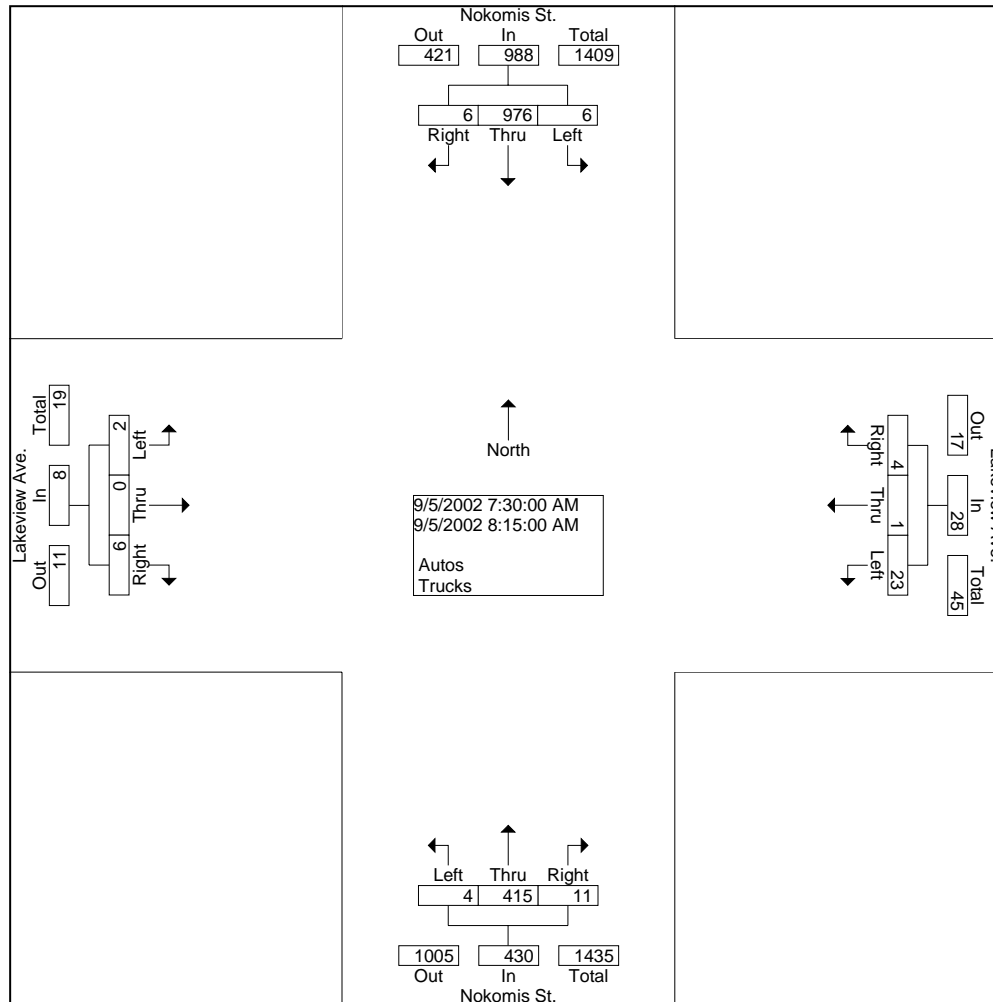 Nokomis St.
Out In Total
421 988 1409
6 976 6
Right Thru Left
Lakeview Ave.
Total In Out
19 8 11
2 0 6
Left Thru Right
North
9/5/2002 7:30:00 AM
9/5/2002 8:15:00 AM
Autos
Trucks
Right Thru Left
4 1 23
Out In Total
17 28 45
Left Thru Right
4 415 11
1005 430 1435
Out In Total
Nokomis St.